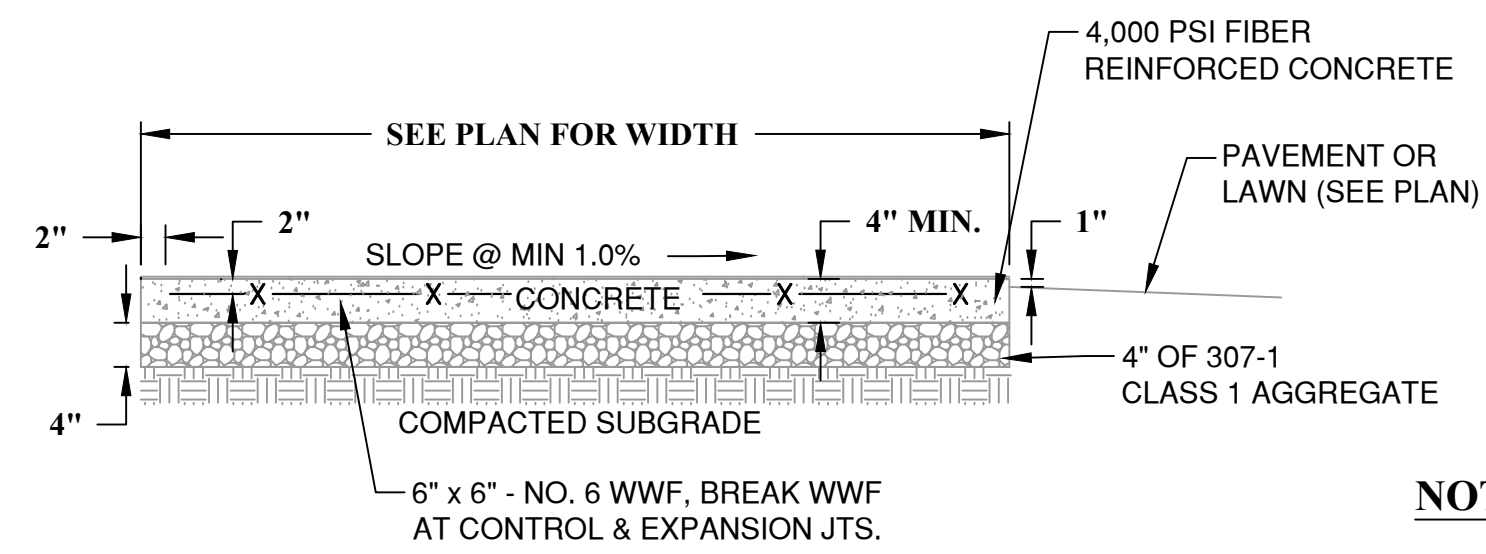 4,000 PSI FIBER
REINFORCED CONCRETE
SEE PLAN FOR WIDTH
PAVEMENT OR
LAWN (SEE PLAN)
2"
2"
4" MIN.
1"
SLOPE @ MIN 1.0%
X X CONCRETE X X
4" OF 307-1
CLASS 1 AGGREGATE
4"
COMPACTED SUBGRADE
6" x 6" - NO. 6 WWF, BREAK WWF
AT CONTROL & EXPANSION JTS.